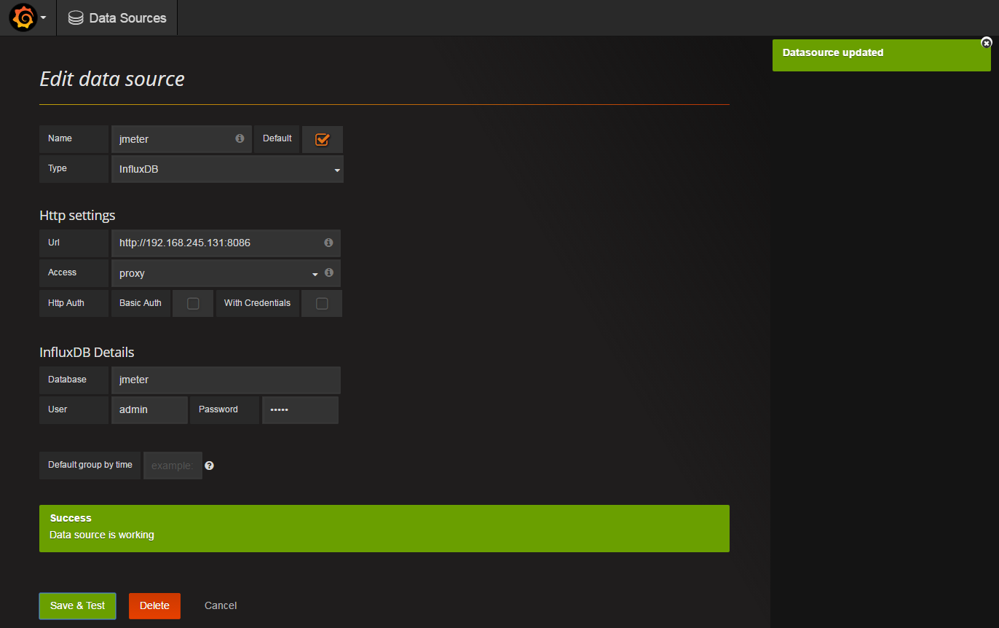 Data Sources
Datasource updated
Edit data source
Name jmeter Default
Type InfluxDB
Http settings
Url http://192.168.245.131:8086
Access proxy
Http Auth Basic Auth With Credentials
InfluxDB Details
Database jmeter
User admin Password •••••
Default group by time example:
Success
Data source is working
Save & Test Delete Cancel